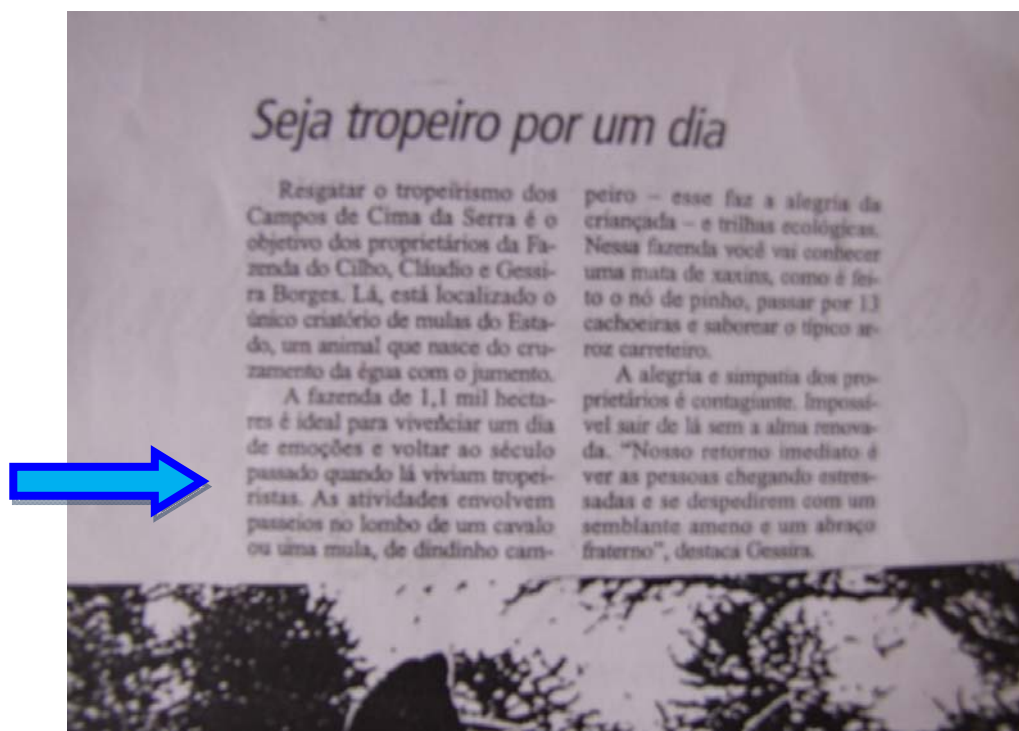 Seja tropeiro por um dia
Resgatar o tropeirismo dos
Campos de Cima da Serra é o
objetivo dos proprietários da Fa-
zenda do Cilho, Cláudio e Gessi-
ra Borges. Lá, está localizado o
único criatório de mulas do Esta-
do, um animal que nasce do cru-
zamento da égua com o jumento.
A fazenda de 1,1 mil hecta-
res é ideal para vivenciar um dia
de emoções e voltar ao século
passado quando lá viviam tropei-
ristas. As atividades envolvem
passeios no lombo de um cavalo
ou uma mula, de dindinho cam-
peiro – esse faz a alegria da
criançada – e trilhas ecológicas.
Nessa fazenda você vai conhecer
uma mata de xaxins, como é fei-
to o nó de pinho, passar por 13
cachoeiras e saborear o típico ar-
roz carreteiro.
A alegria e simpatia dos pro-
prietários é contagiante. Impossí-
vel sair de lá sem a alma renova-
da. “Nosso retorno imediato é
ver as pessoas chegando estres-
sadas e se despedirem com um
semblante ameno e um abraço
fraterno”, destaca Gessira.